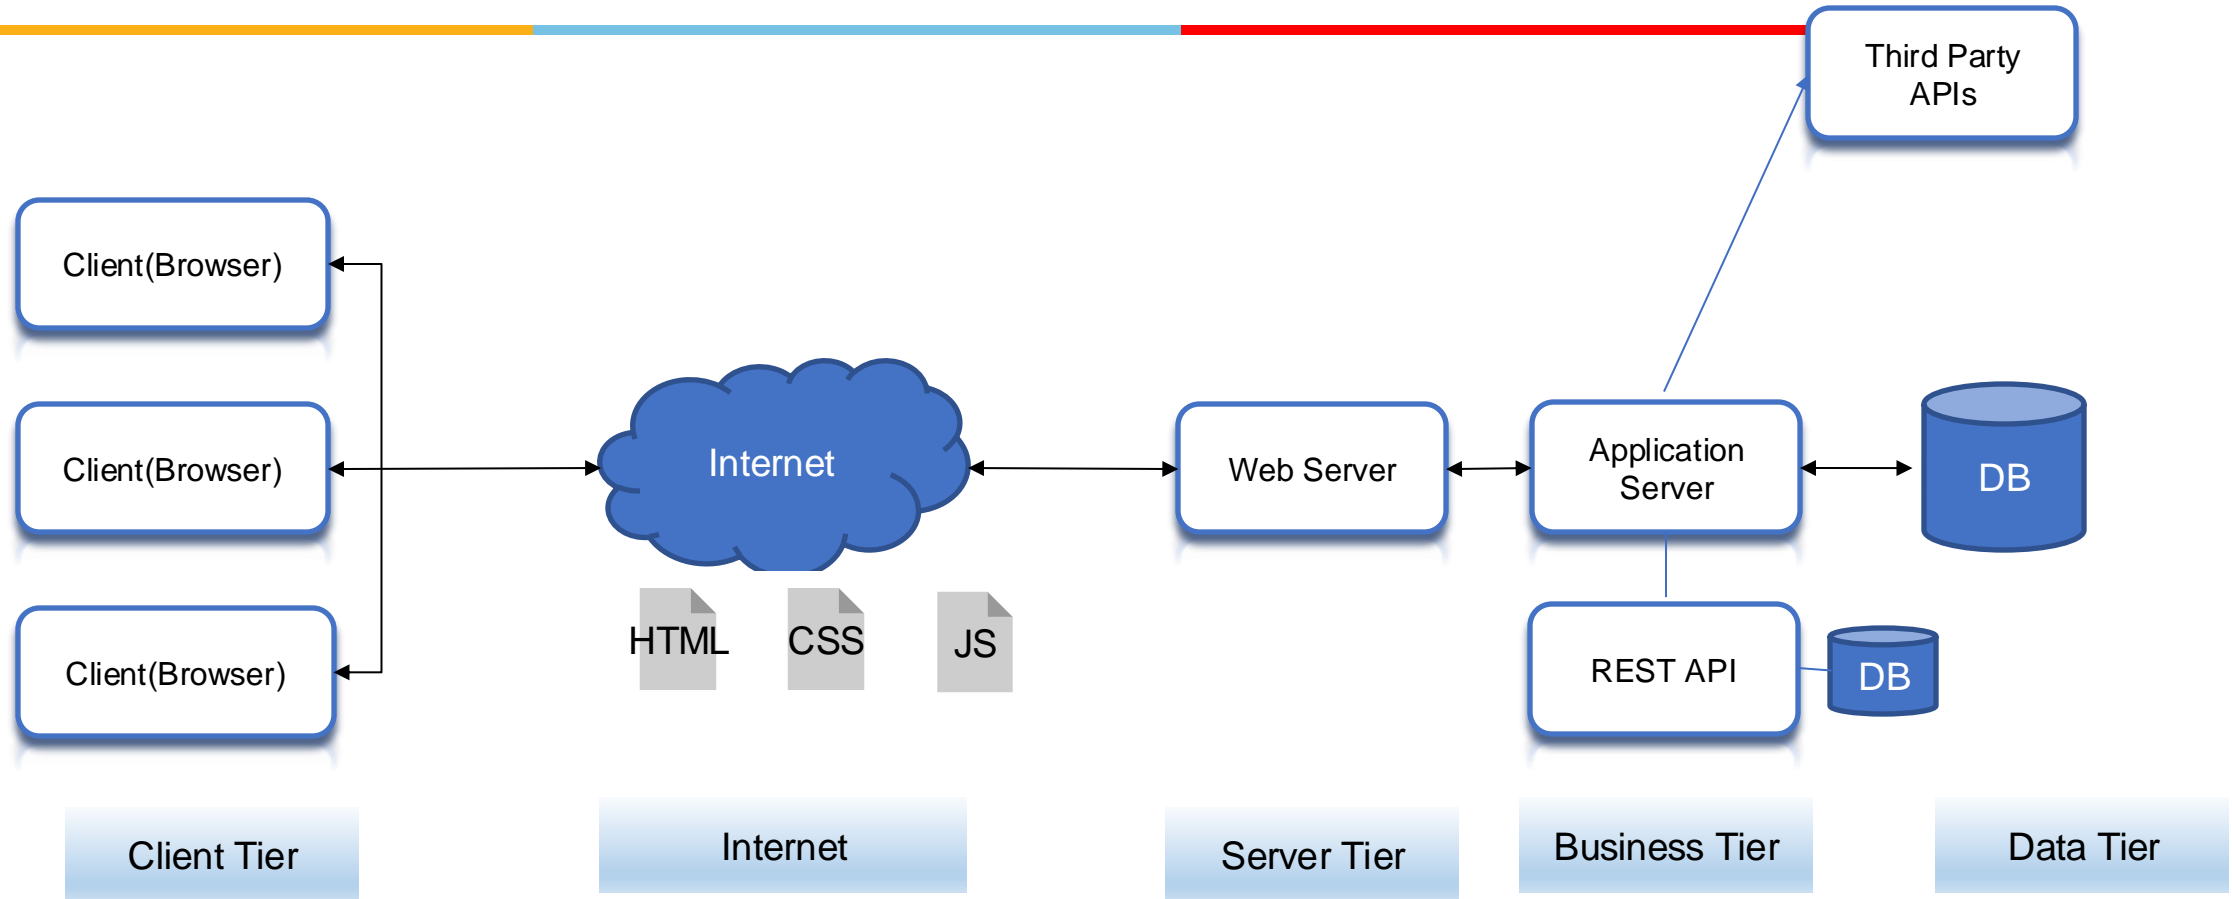 Third Party
APIs
Client(Browser)
Client(Browser)
Client(Browser)
Internet
HTML
CSS
JS
Web Server
Application
Server
DB
REST API
DB
Client Tier
Internet
Server Tier
Business Tier
Data Tier